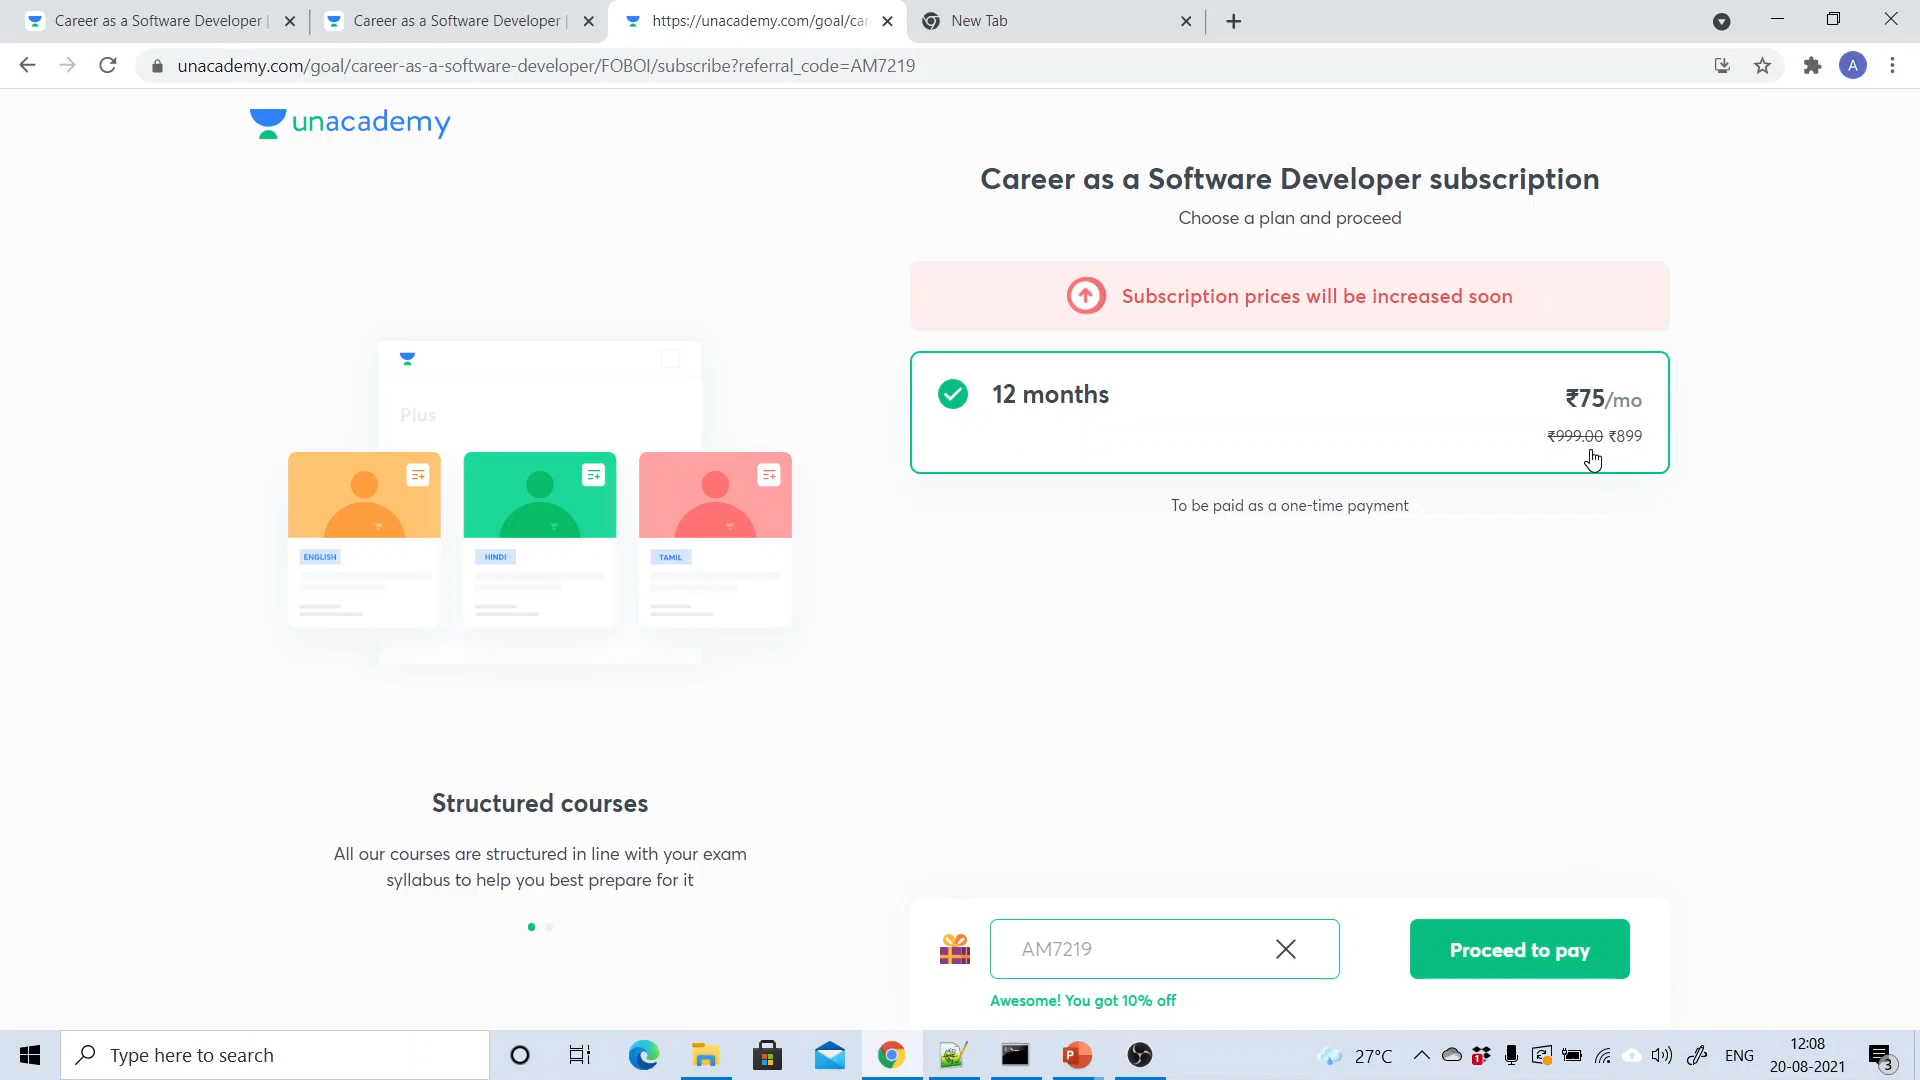 Career as a Software Developer |
Career as a Software Developer |
https://unacademy.com/goal/car
New Tab
unacademy.com/goal/career-as-a-software-developer/FOBOI/subscribe?referral_code=AM7219
A
unacademy
Career as a Software Developer subscription
Choose a plan and proceed
Subscription prices will be increased soon
12 months
₹75/mo
₹999.00 ₹899
To be paid as a one-time payment
Plus
ENGLISH
HINDI
TAMIL
Structured courses
All our courses are structured in line with your exam
syllabus to help you best prepare for it
AM7219
Proceed to pay
Awesome! You got 10% off
Type here to search
27°C
ENG
12:08
20-08-2021
3